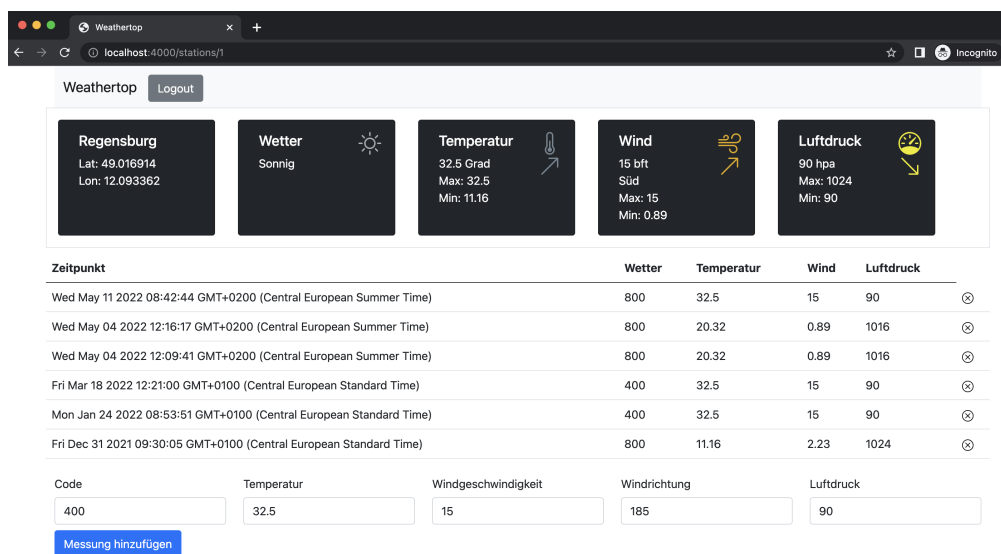 Weathertop
localhost:4000/stations/1
Incognito
Weathertop Logout
Regensburg
Lat: 49.016914
Lon: 12.093362
Wetter
Sonnig
Temperatur
32.5 Grad
Max: 32.5
Min: 11.16
Wind
15 bft
Süd
Max: 15
Min: 0.89
Luftdruck
90 hpa
Max: 1024
Min: 90
Zeitpunkt Wetter Temperatur Wind Luftdruck
Wed May 11 2022 08:42:44 GMT+0200 (Central European Summer Time) 800 32.5 15 90
Wed May 04 2022 12:16:17 GMT+0200 (Central European Summer Time) 800 20.32 0.89 1016
Wed May 04 2022 12:09:41 GMT+0200 (Central European Summer Time) 800 20.32 0.89 1016
Fri Mar 18 2022 12:21:00 GMT+0100 (Central European Standard Time) 400 32.5 15 90
Mon Jan 24 2022 08:53:51 GMT+0100 (Central European Standard Time) 400 32.5 15 90
Fri Dec 31 2021 09:30:05 GMT+0100 (Central European Standard Time) 800 11.16 2.23 1024
Code Temperatur Windgeschwindigkeit Windrichtung Luftdruck
400 32.5 15 185 90
Messung hinzufügen